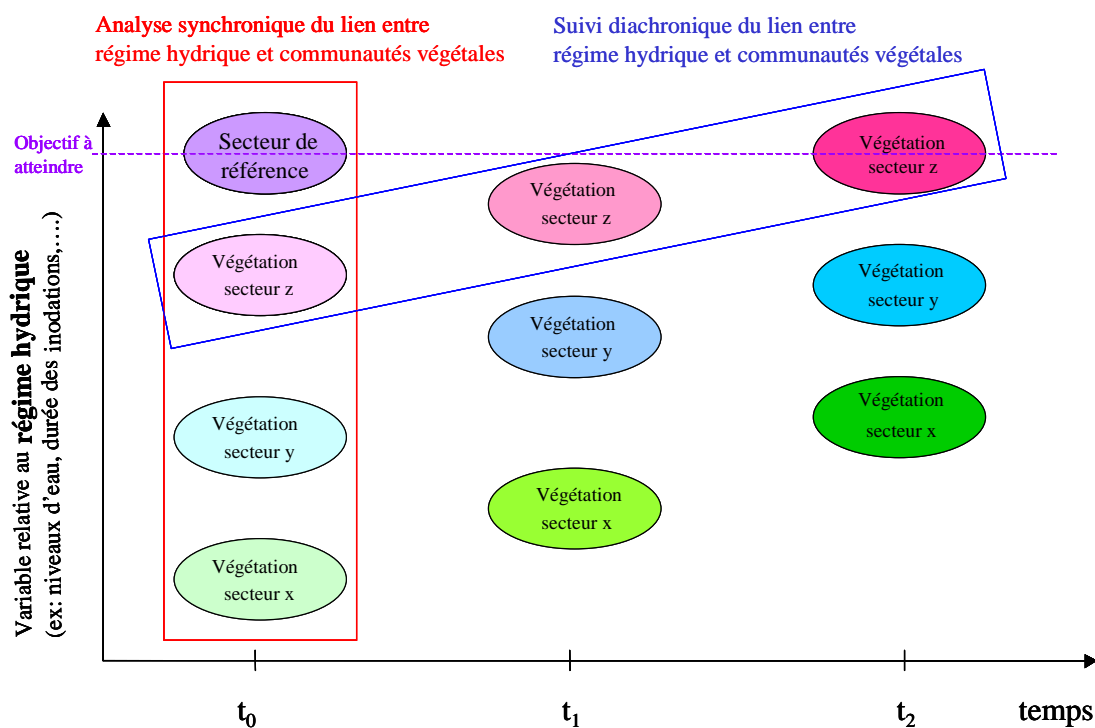 Analyse synchronique du lien entre
régime hydrique et communautés végétales
Suivi diachronique du lien entre
régime hydrique et communautés végétales
Objectif à
atteindre
Secteur de
référence
Végétation
secteur z
Végétation
secteur z
Végétation
secteur z
Végétation
secteur y
Végétation
secteur y
Végétation
secteur y
Végétation
secteur x
Végétation
secteur x
Végétation
secteur x
Variable relative au régime hydrique
(ex: niveaux d'eau, durée des inodations,....)
t0
t1
t2
temps